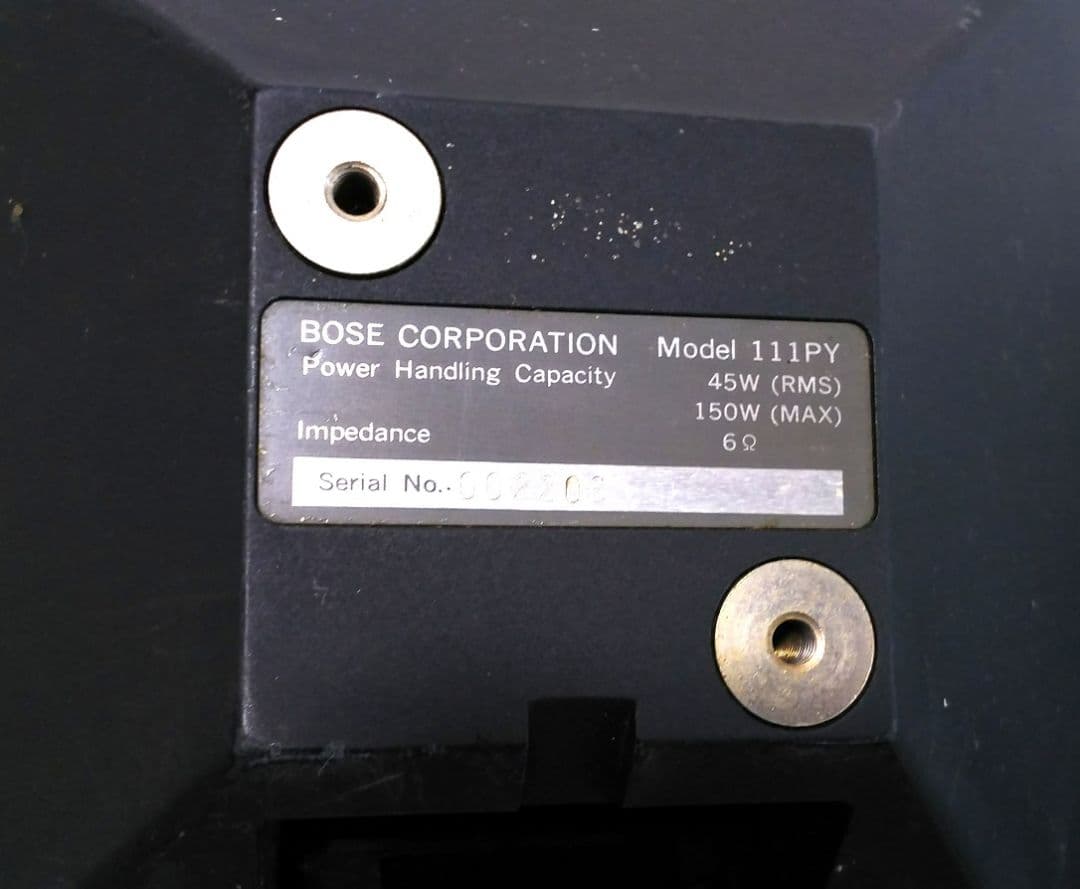 BOSE CORPORATION Model 111PY
Power Handling Capacity 45W (RMS)
150W (MAX)
Impedance 6Ω
Serial No..